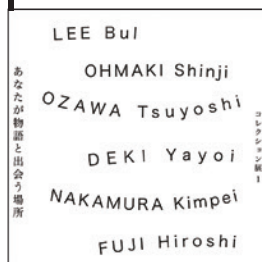 LEE Bul
OHMAKI Shinji
OZAWA Tsuyoshi
DEKI Yayoi
NAKAMURA Kimpei
FUJI Hiroshi
あなたが物語と出会う場所
コレクション展 1